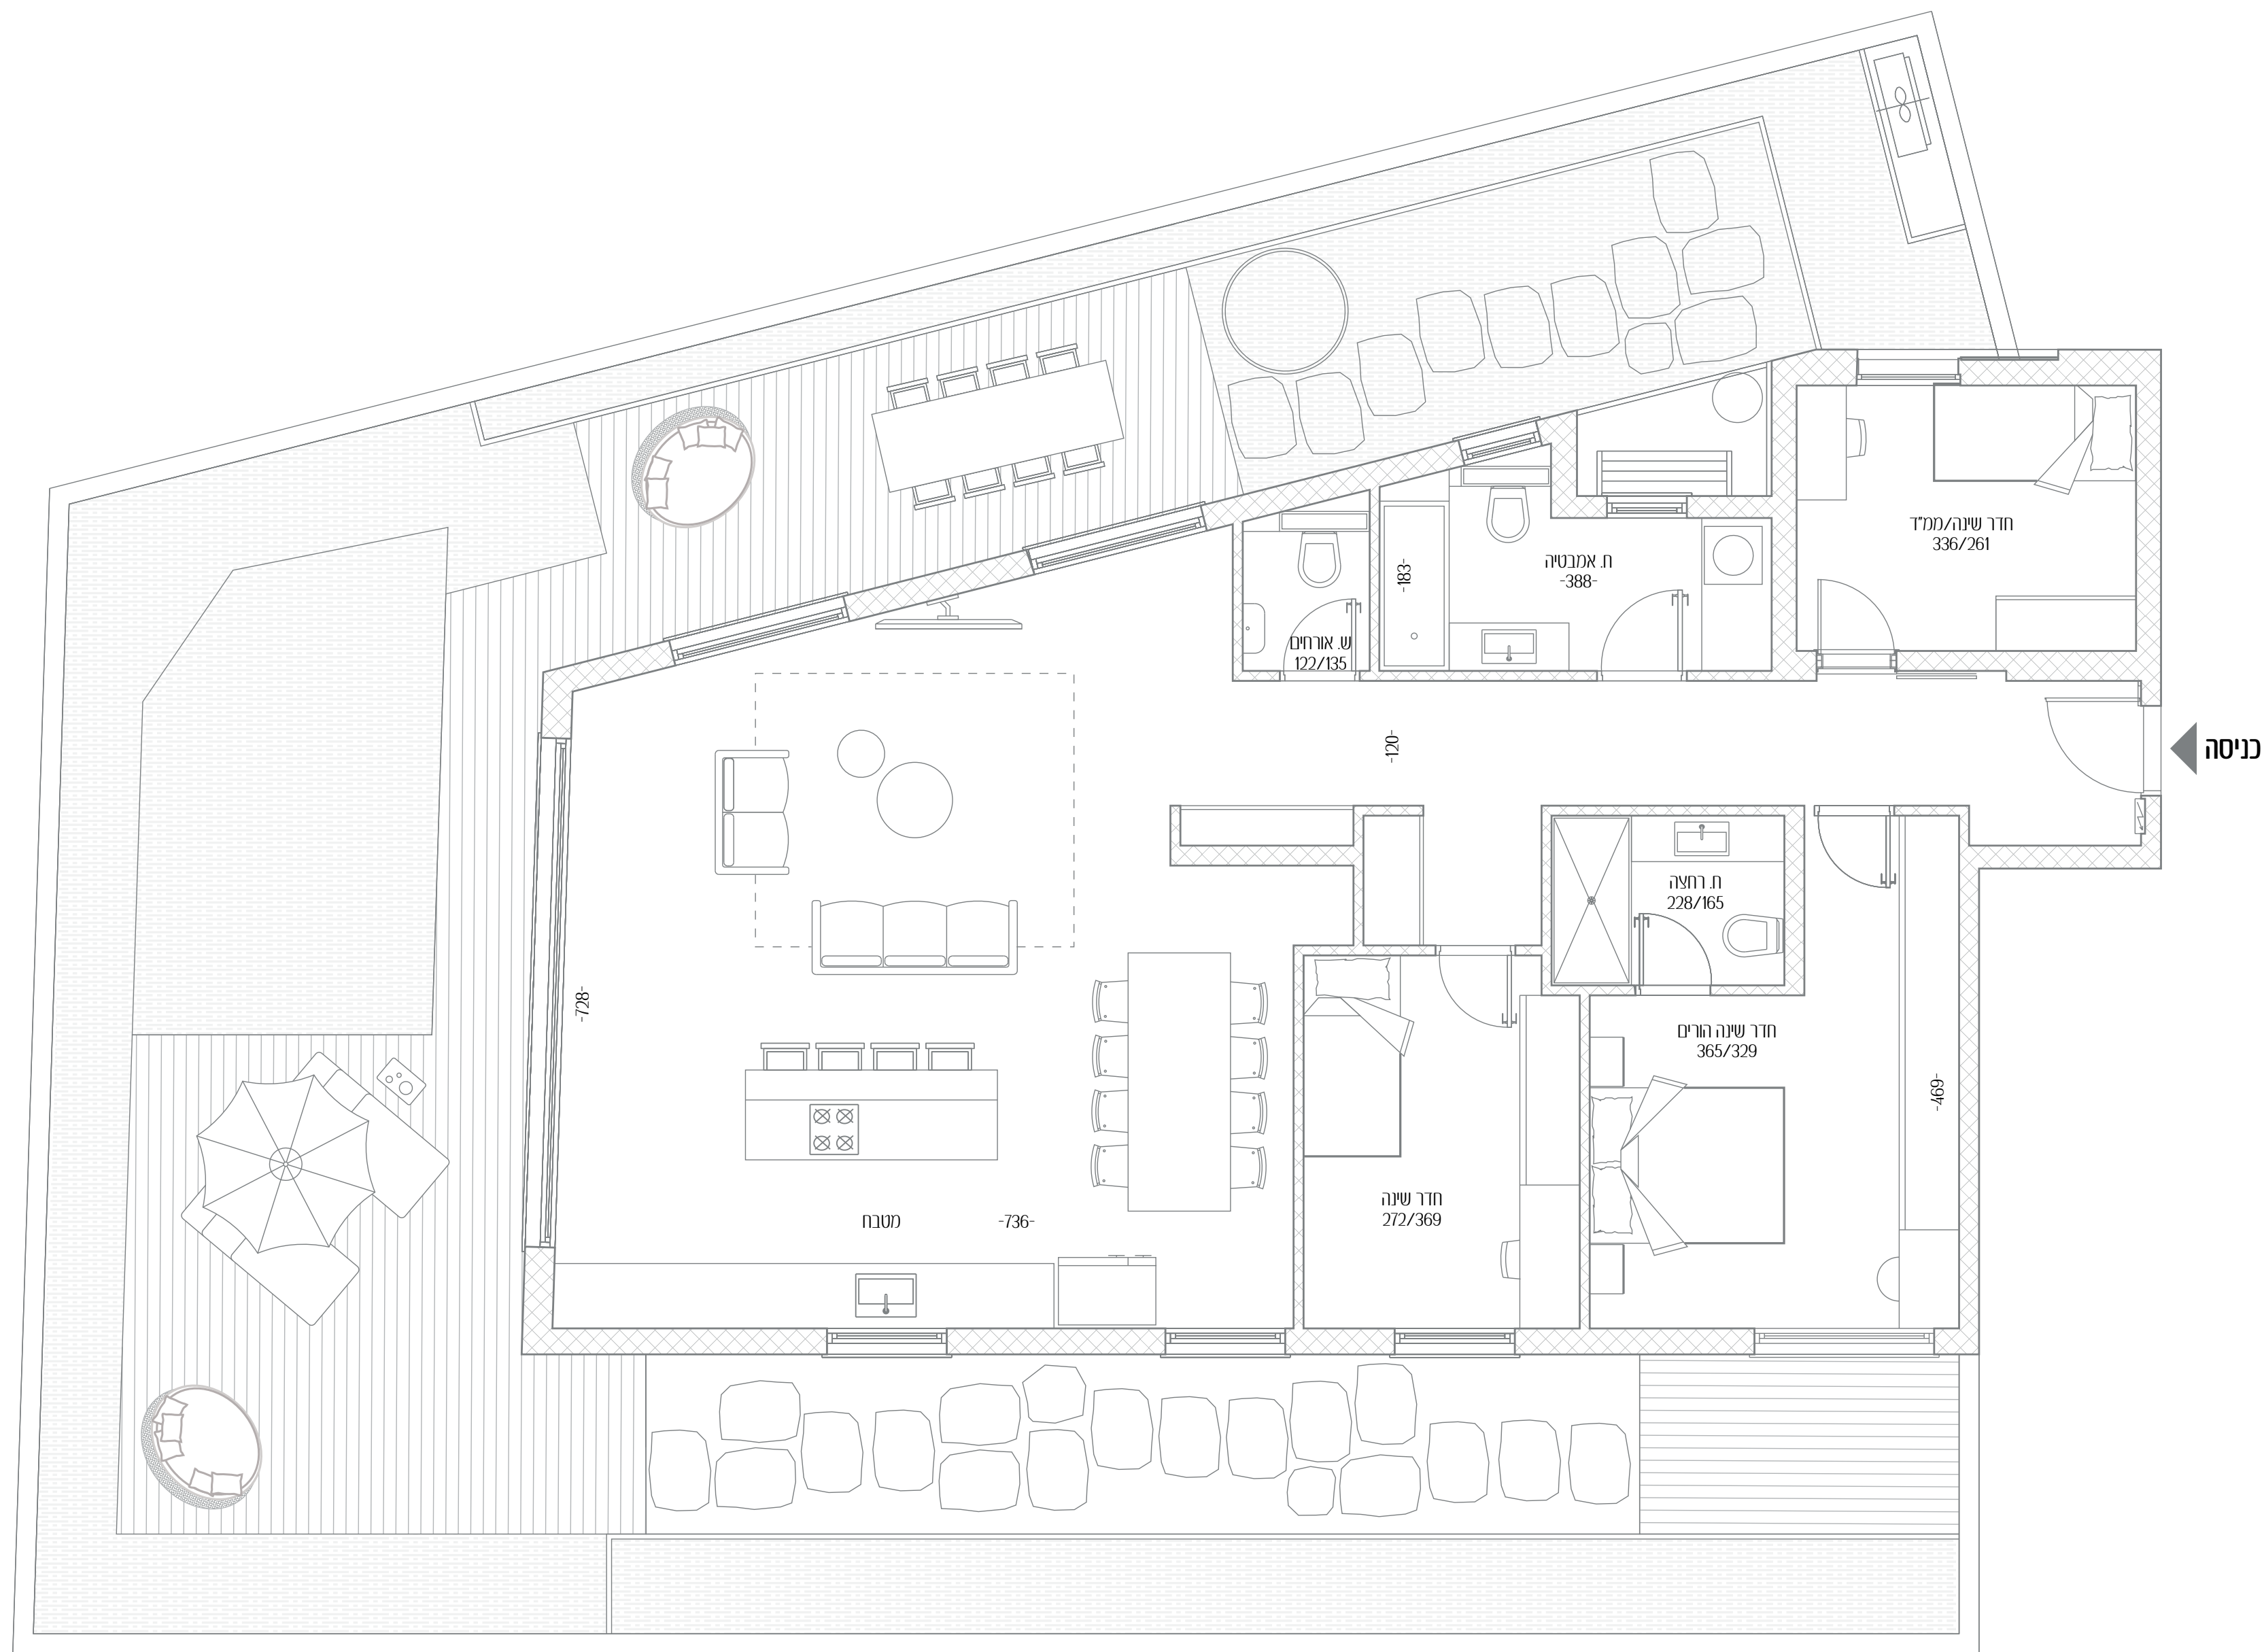 חדר שינה/ממ"ד
336/261
ח. אמבטיה
-388-
-183-
ש. אורחים
122/135
כניסה
-120-
ח. רחצה
228/165
חדר שינה הורים
365/329
-469-
-728-
חדר שינה
272/369
מטבח
-736-